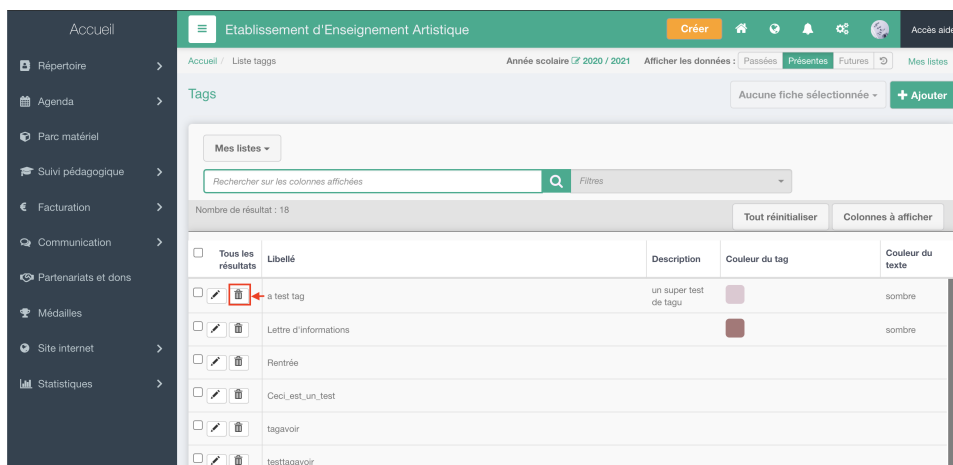 Accueil
Etablissement d'Enseignement Artistique
Créer
Accès aide
Répertoire
Agenda
Parc matériel
Suivi pédagogique
Facturation
Communication
Partenariats et dons
Médailles
Site internet
Statistiques
Accueil / Liste taggs
Année scolaire 2020 / 2021 Afficher les données : Passées Présentes Futures Mes listes
Tags
Aucune fiche sélectionnée
+ Ajouter
Mes listes
Rechercher sur les colonnes affichées
Filtres
Nombre de résultat : 18
Tout réinitialiser
Colonnes à afficher
Tous les
résultats
Libellé
Description
Couleur du tag
Couleur du
texte
a test tag
un super test
de tagu
sombre
Lettre d'informations
sombre
Rentrée
Ceci_est_un_test
tagavoir
testtagavoir